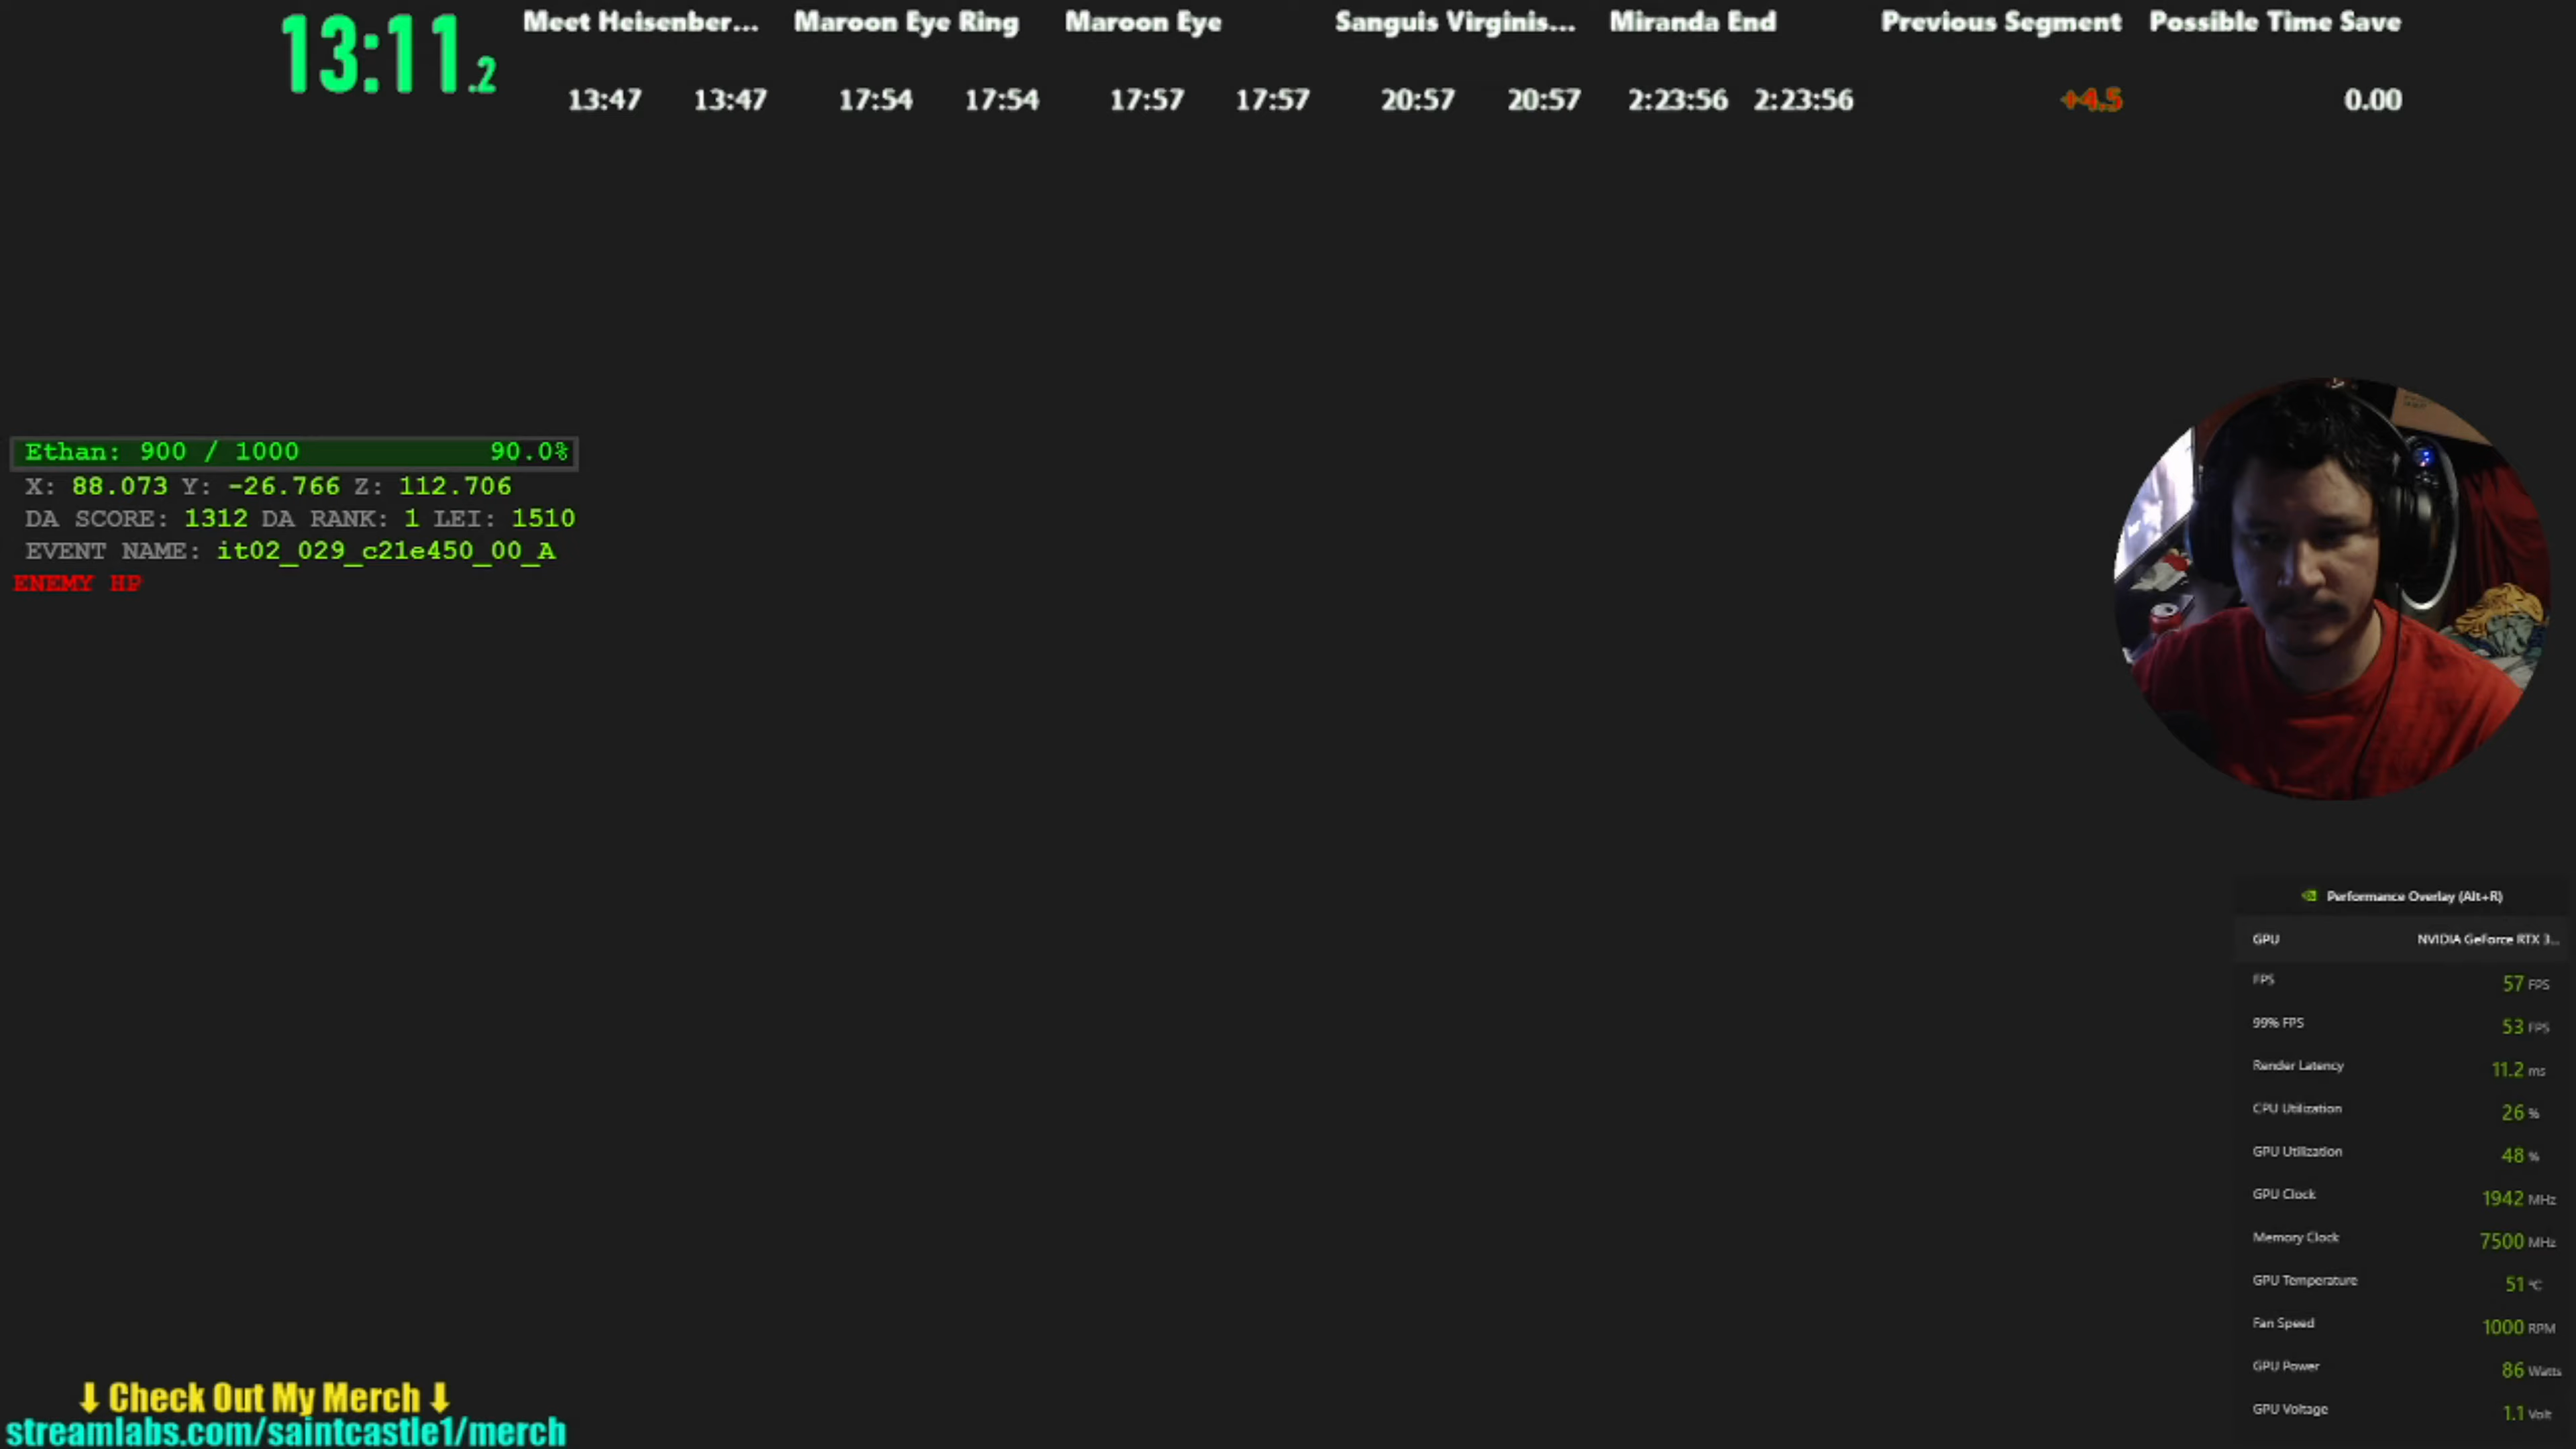 13:11.2
Meet Heisenber... Maroon Eye Ring Maroon Eye Sanguis Virginis... Miranda End Previous Segment Possible Time Save
13:47 13:47 17:54 17:54 17:57 17:57 20:57 20:57 2:23:56 2:23:56 +4.5 0.00
Ethan: 900 / 1000 90.0%
X: 88.073 Y: -26.766 Z: 112.706
DA SCORE: 1312 DA RANK: 1 LEI: 1510
EVENT NAME: it02_029_c21e450_00_A
ENEMY HP
Performance Overlay (Alt+R)
GPU NVIDIA GeForce RTX 3...
FPS 57 FPS
99% FPS 53 FPS
Render Latency 11.2 ms
CPU Utilization 26 %
GPU Utilization 48 %
GPU Clock 1942 MHz
Memory Clock 7500 MHz
GPU Temperature 51 °C
Fan Speed 1000 RPM
GPU Power 86 Watts
GPU Voltage 1.1 Volt
⬇ Check Out My Merch ⬇
streamlabs.com/saintcastle1/merch